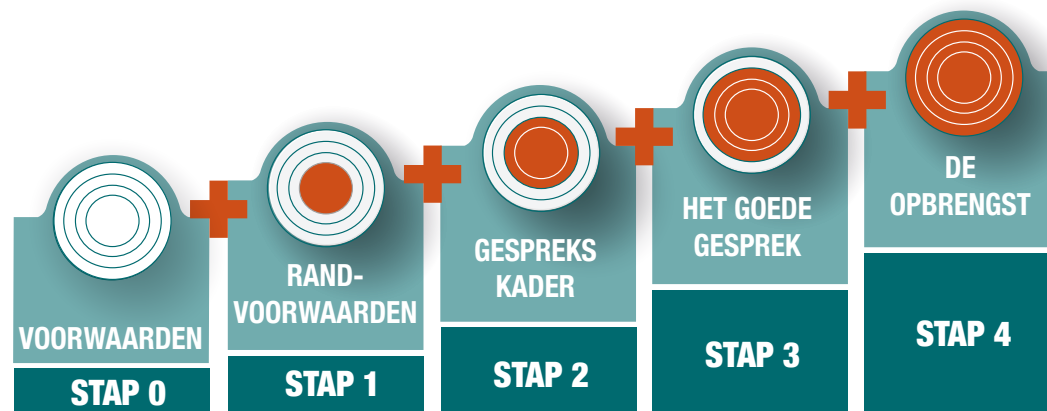 VOORWAARDEN
STAP 0
RAND-
VOORWAARDEN
STAP 1
GESPREKS
KADER
STAP 2
HET GOEDE
GESPREK
STAP 3
DE
OPBRENGST
STAP 4